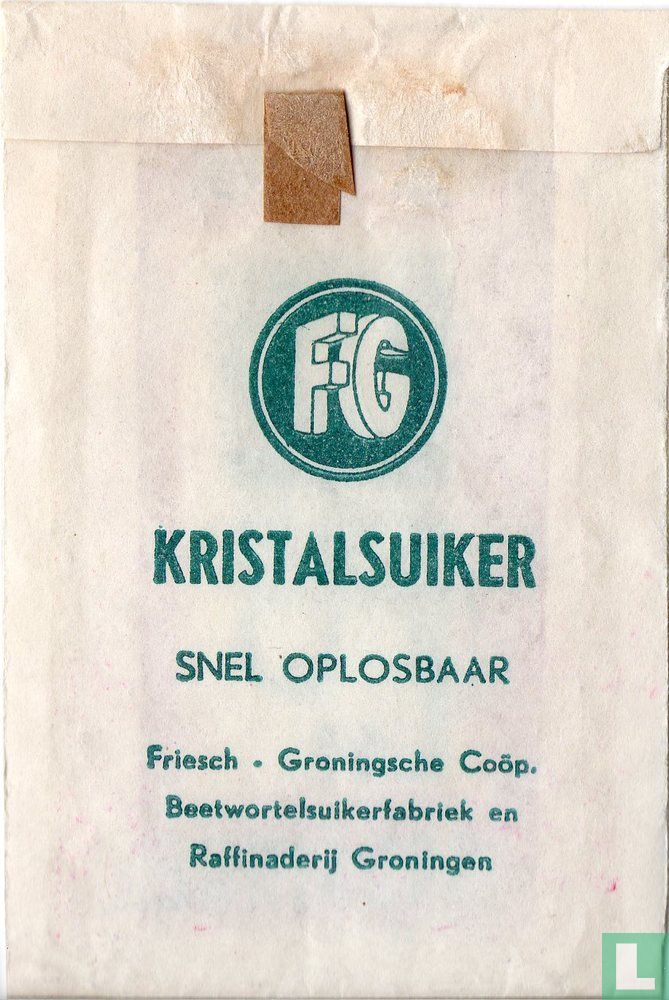 FG
KRISTALSUIKER
SNEL OPLOSBAAR
Friesch - Groningsche Coöp.
Beetwortelsuikerfabriek en
Raffinaderij Groningen
L